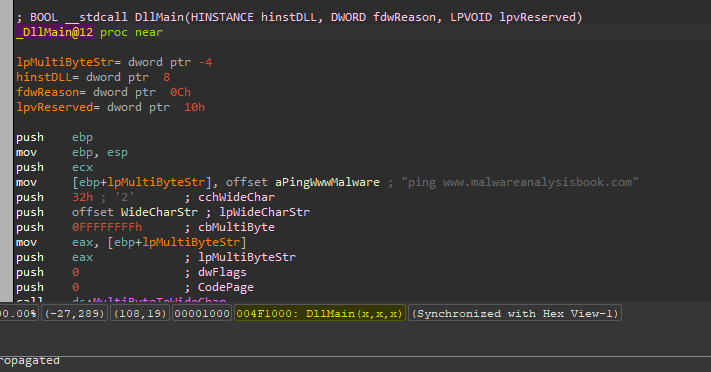 ; BOOL __stdcall DllMain(HINSTANCE hinstDLL, DWORD fdwReason, LPVOID lpvReserved)
_DllMain@12 proc near
lpMultiByteStr= dword ptr -4
hinstDLL= dword ptr  8
fdwReason= dword ptr  0Ch
lpvReserved= dword ptr  10h
push    ebp
mov     ebp, esp
push    ecx
mov     [ebp+lpMultiByteStr], offset aPingWwwMalware ; "ping www.malwareanalysisbook.com"
push    32h ; '2'       ; cchWideChar
push    offset WideCharStr ; lpWideCharStr
push    0FFFFFFFFh      ; cbMultiByte
mov     eax, [ebp+lpMultiByteStr]
push    eax             ; lpMultiByteStr
push    0               ; dwFlags
push    0               ; CodePage
call    ds:MultiByteToWideChar
00.00% (-27,289) (108,19) 00001000 004F1000: DllMain(x,x,x) (Synchronized with Hex View-1)
ropagated